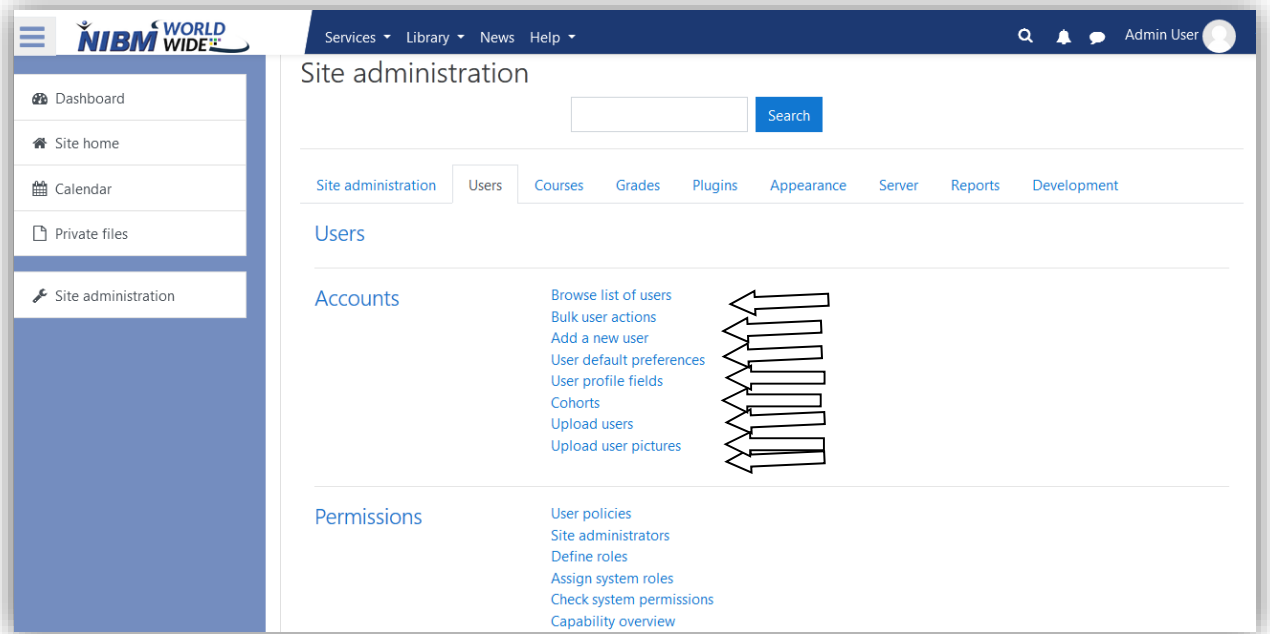 NIBM WORLD WIDE
Services Library News Help Admin User
Site administration
Search
Dashboard
Site home
Calendar
Private files
Site administration
Site administration Users Courses Grades Plugins Appearance Server Reports Development
Users
Accounts
Browse list of users
Bulk user actions
Add a new user
User default preferences
User profile fields
Cohorts
Upload users
Upload user pictures
Permissions
User policies
Site administrators
Define roles
Assign system roles
Check system permissions
Capability overview